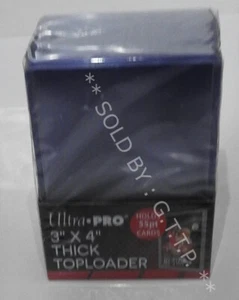 ** SOLD BY : G.T.T.P. **
Ultra•PRO®
HOLDS
55pt
CARDS
3" X 4"
THICK
TOPLOADER